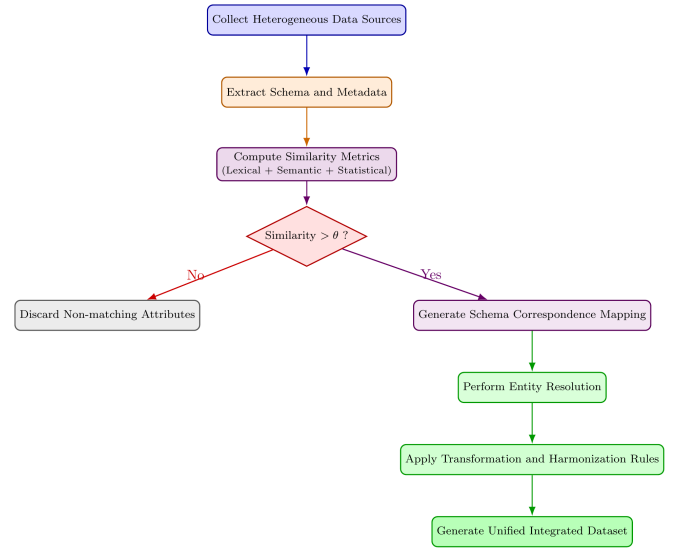 Collect Heterogeneous Data Sources
Extract Schema and Metadata
Compute Similarity Metrics
(Lexical + Semantic + Statistical)
Similarity > θ ?
No
Yes
Discard Non-matching Attributes
Generate Schema Correspondence Mapping
Perform Entity Resolution
Apply Transformation and Harmonization Rules
Generate Unified Integrated Dataset